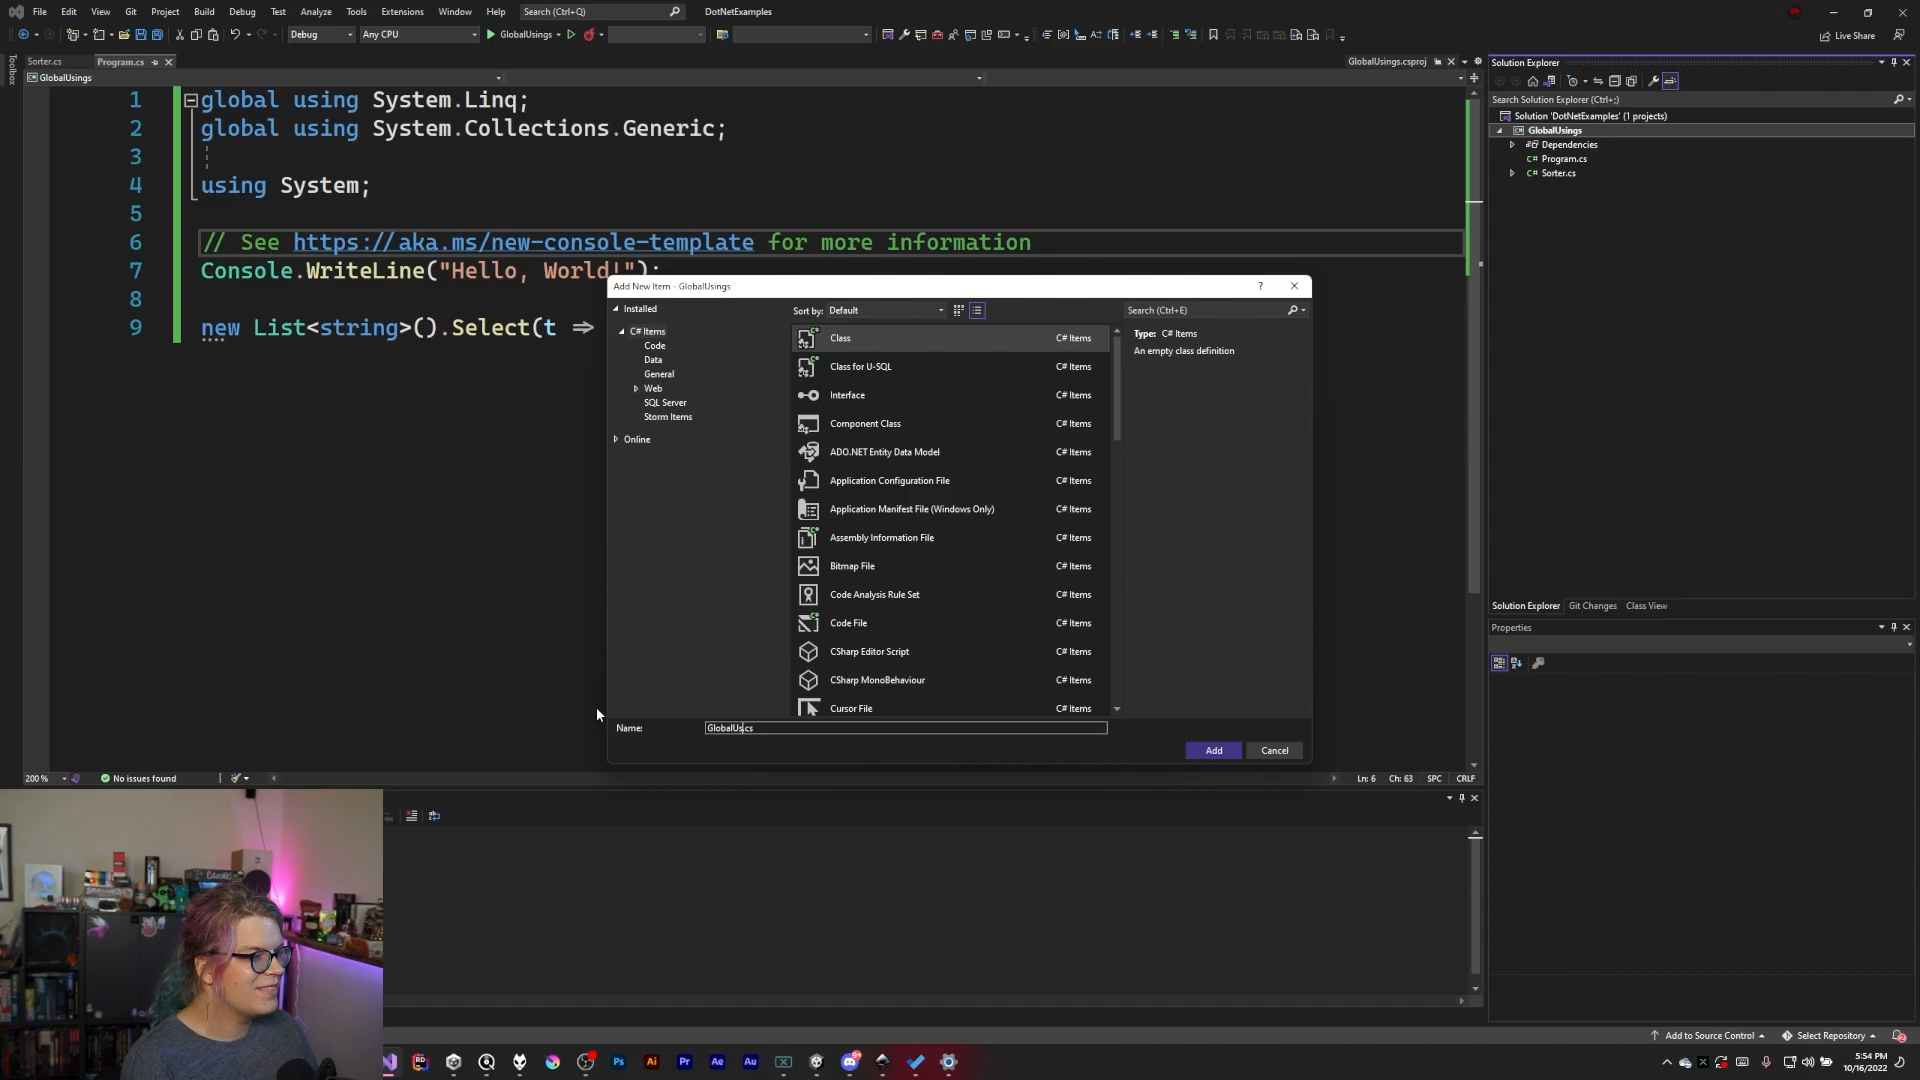 File Edit View Git Project Build Debug Test Analyze Tools Extensions Window Help Search (Ctrl+Q) DotNetExamples
Debug Any CPU GlobalUsings Live Share
Toolbox
Sorter.cs Program.cs GlobalUsings.csproj
GlobalUsings
1 global using System.Linq;
2 global using System.Collections.Generic;
3
4 using System;
5
6 // See https://aka.ms/new-console-template for more information
7 Console.WriteLine("Hello, World!");
8
9 new List<string>().Select(t =>
Add New Item - GlobalUsings
Installed
C# Items
Code
Data
General
Web
SQL Server
Storm Items
Online
Sort by: Default
Class C# Items
Class for U-SQL C# Items
Interface C# Items
Component Class C# Items
ADO.NET Entity Data Model C# Items
Application Configuration File C# Items
Application Manifest File (Windows Only) C# Items
Assembly Information File C# Items
Bitmap File C# Items
Code Analysis Rule Set C# Items
Code File C# Items
CSharp Editor Script C# Items
CSharp MonoBehaviour C# Items
Cursor File C# Items
Search (Ctrl+E)
Type: C# Items
An empty class definition
Name: GlobalUs.cs
Add Cancel
Solution Explorer
Search Solution Explorer (Ctrl+;)
Solution 'DotNetExamples' (1 projects)
GlobalUsings
Dependencies
C# Program.cs
C# Sorter.cs
Solution Explorer Git Changes Class View
Properties
200 % No issues found Ln: 6 Ch: 63 SPC CRLF
Add to Source Control Select Repository
Ps Ai Pr Ae Au
5:54 PM
10/16/2022